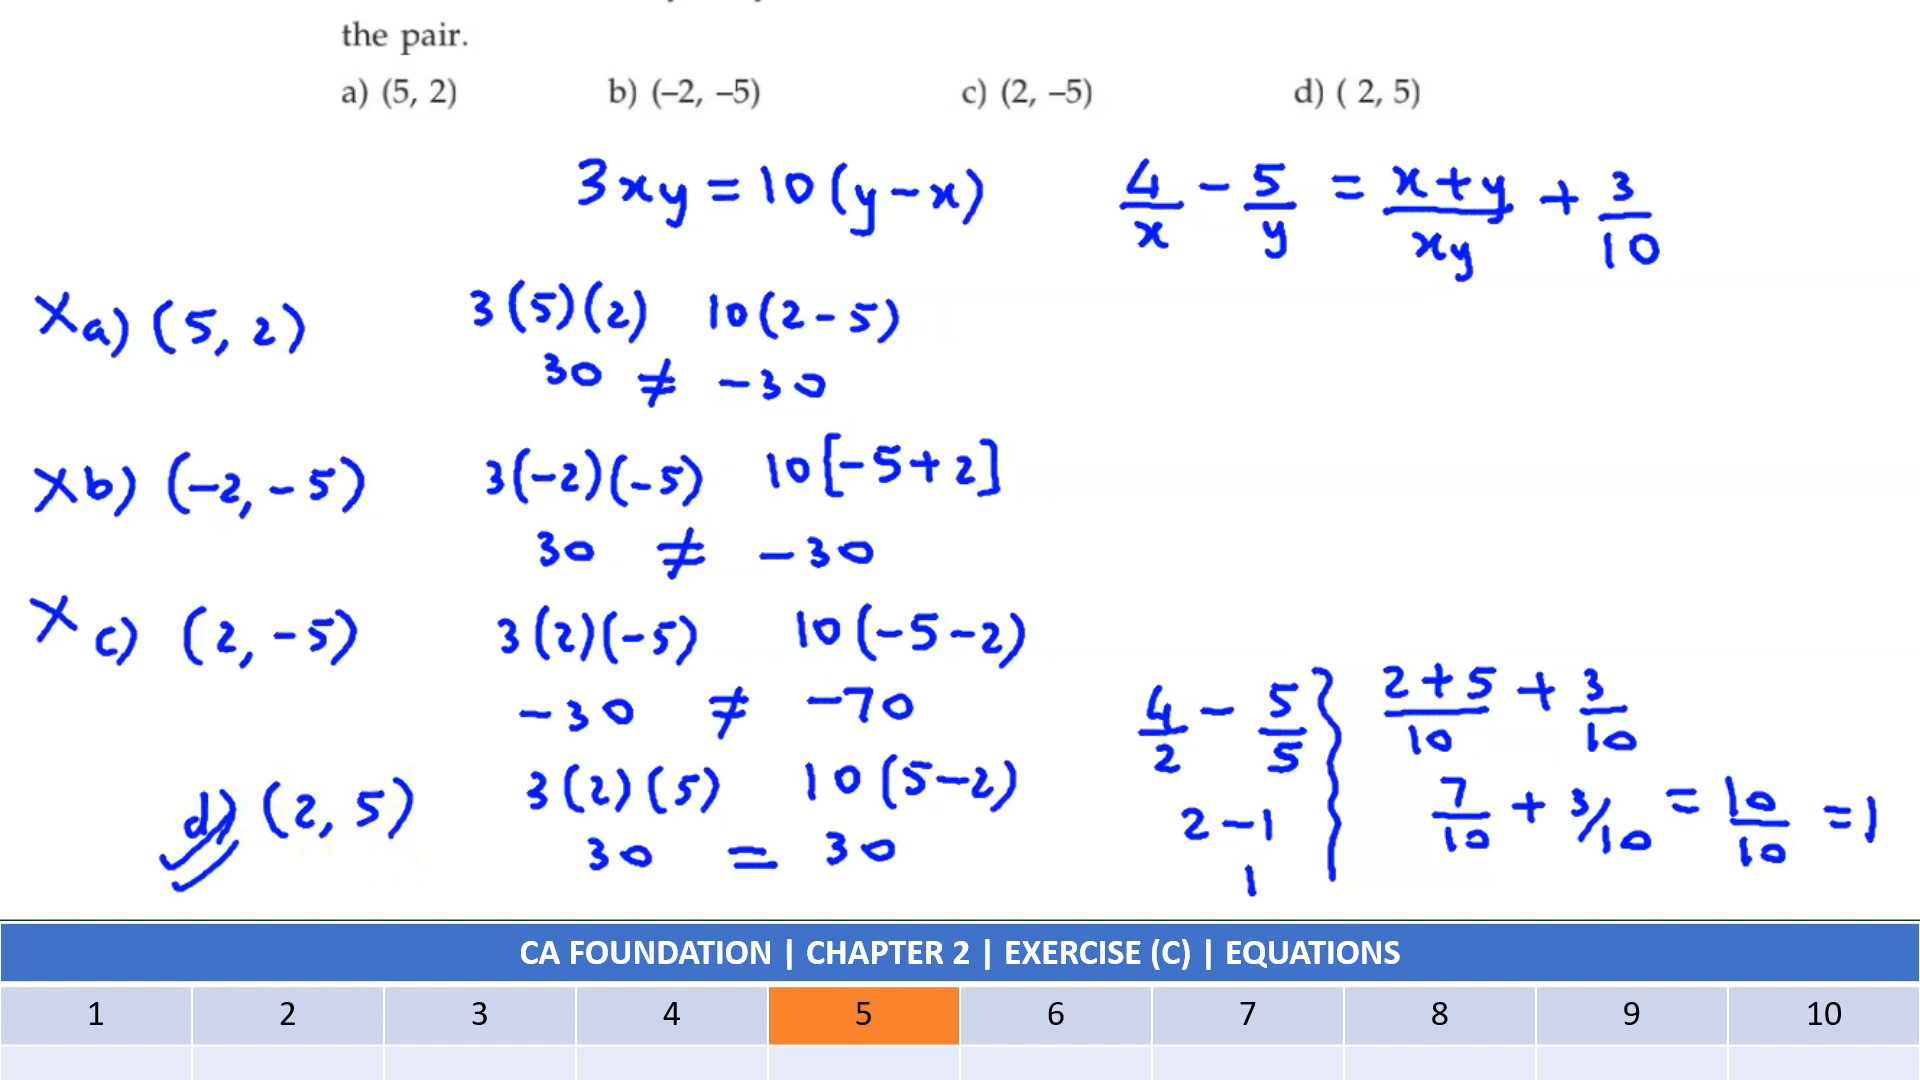 the pair.
a) (5, 2) b) (–2, –5) c) (2, –5) d) ( 2, 5)
3xy = 10(y-x) 4/x - 5/y = x+y/xy + 3/10
X a) (5, 2) 3(5)(2) 10(2-5)
30 ≠ -30
X b) (-2, -5) 3(-2)(-5) 10[-5+2]
30 ≠ -30
X c) (2, -5) 3(2)(-5) 10(-5-2)
-30 ≠ -70
d) (2, 5) 3(2)(5) 10(5-2)
30 = 30
4/2 - 5/5 } 2+5/10 + 3/10
2-1 7/10 + 3/10 = 10/10 = 1
1
CA FOUNDATION | CHAPTER 2 | EXERCISE (C) | EQUATIONS
1 2 3 4 5 6 7 8 9 10